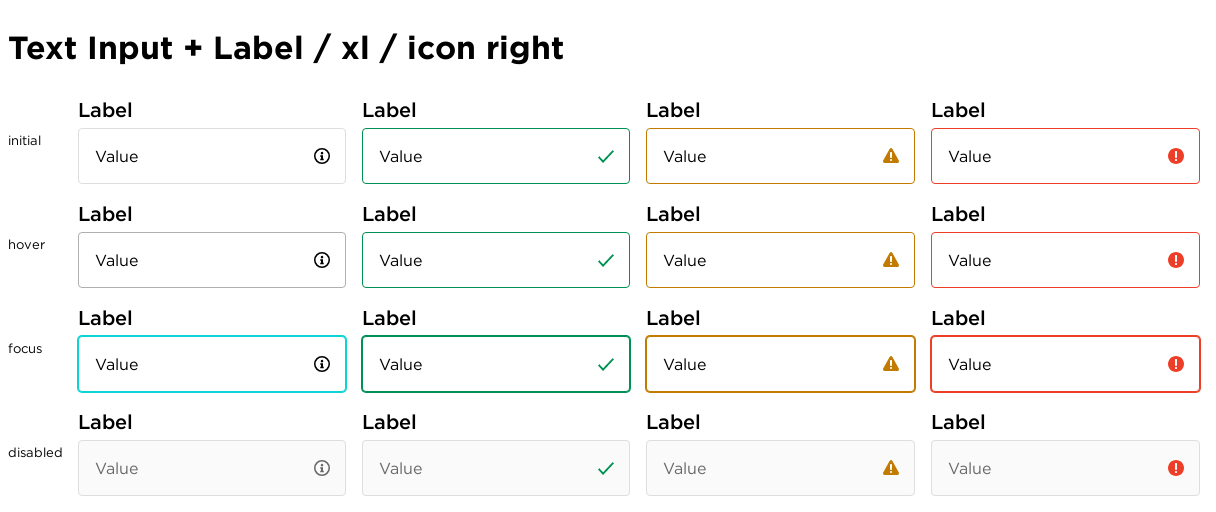 Text Input + Label / xl / icon right
Label Label Label Label
initial Value Value Value Value
Label Label Label Label
hover Value Value Value Value
Label Label Label Label
focus Value Value Value Value
Label Label Label Label
disabled Value Value Value Value